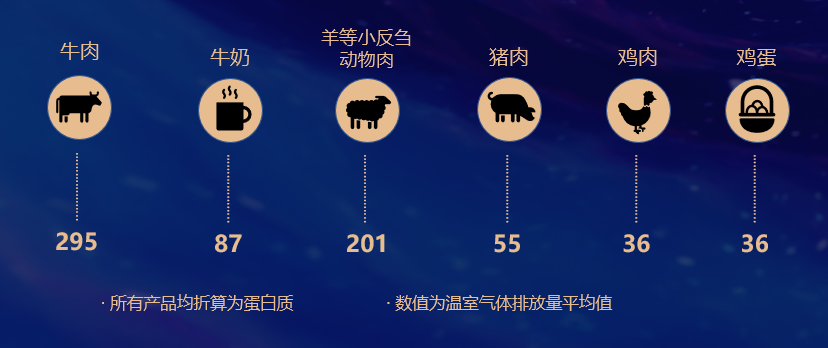 牛肉
牛奶
羊等小反刍
动物肉
猪肉
鸡肉
鸡蛋
295
87
201
55
36
36
· 所有产品均折算为蛋白质
· 数值为温室气体排放量平均值